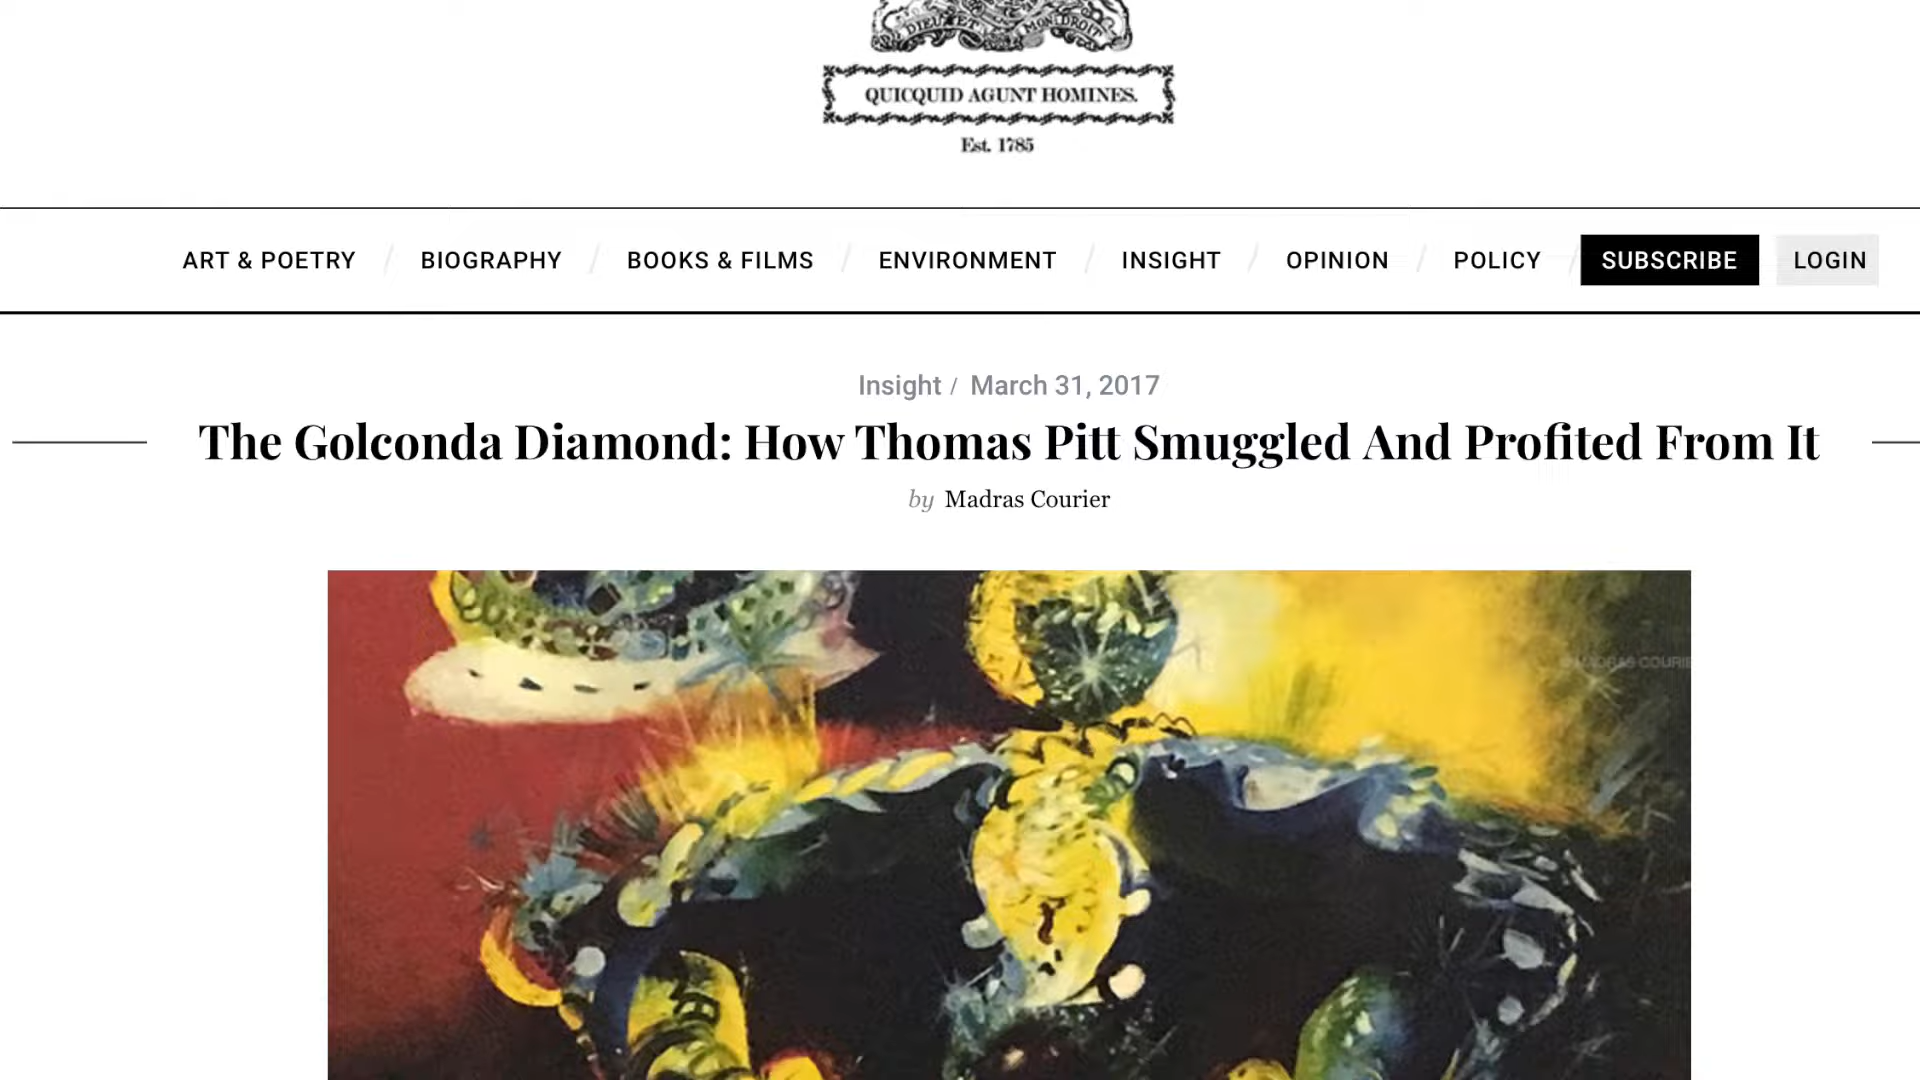 DIEU ET MON DROIT
QUICQUID AGUNT HOMINES.
Est. 1785
ART & POETRY / BIOGRAPHY / BOOKS & FILMS / ENVIRONMENT / INSIGHT / OPINION / POLICY / SUBSCRIBE LOGIN
Insight / March 31, 2017
The Golconda Diamond: How Thomas Pitt Smuggled And Profited From It
by Madras Courier
© MADRAS COURIE